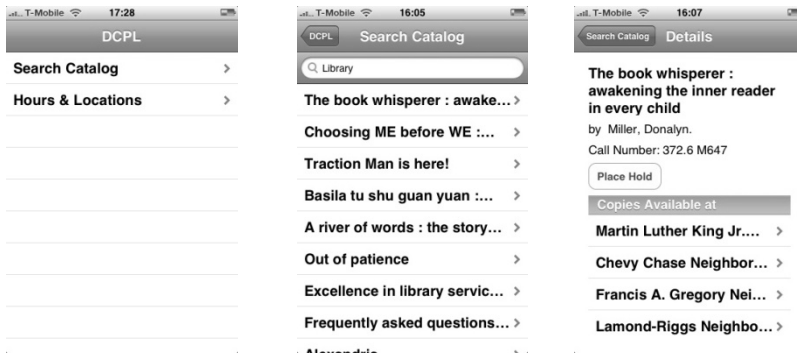 T-Mobile 17:28
DCPL
Search Catalog
Hours & Locations
T-Mobile 16:05
DCPL Search Catalog
Library
The book whisperer : awake...
Choosing ME before WE :...
Traction Man is here!
Basila tu shu guan yuan :...
A river of words : the story...
Out of patience
Excellence in library servic...
Frequently asked questions...
T-Mobile 16:07
Search Catalog Details
The book whisperer :
awakening the inner reader
in every child
by Miller, Donalyn.
Call Number: 372.6 M647
Place Hold
Copies Available at
Martin Luther King Jr....
Chevy Chase Neighbor...
Francis A. Gregory Nei...
Lamond-Riggs Neighbo...